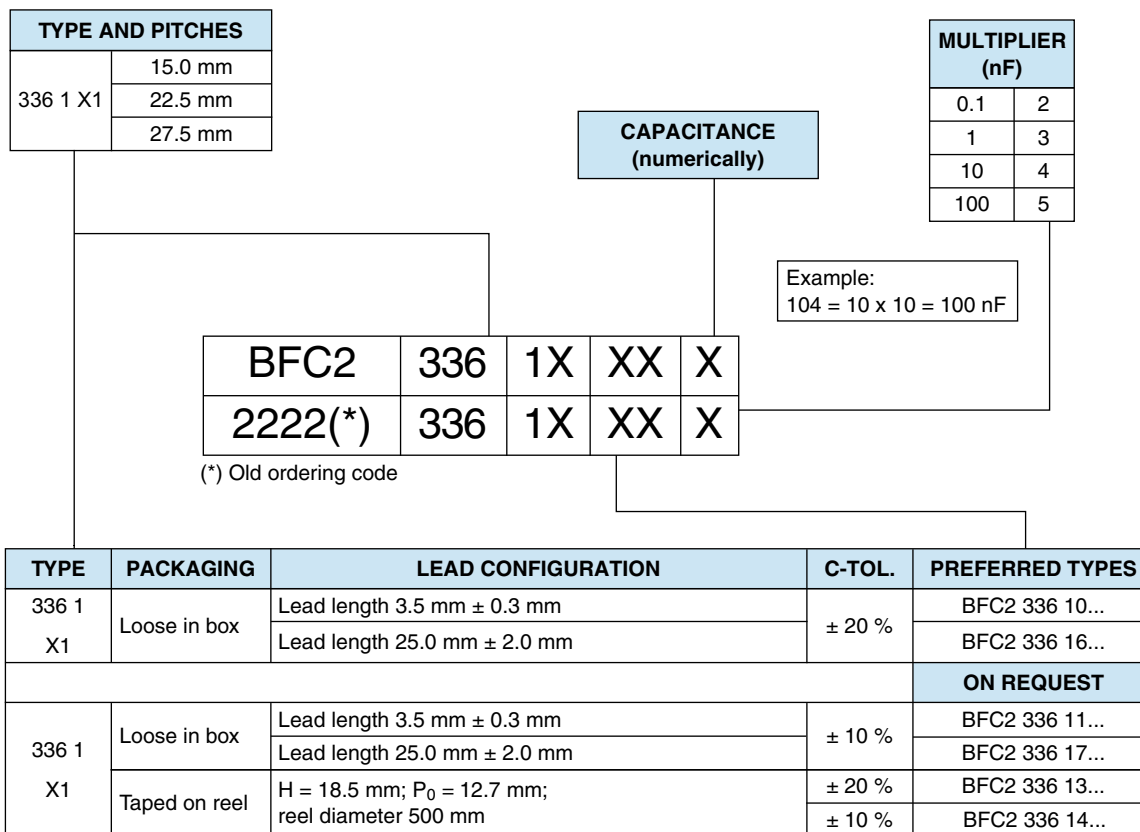 TYPE AND PITCHES
336 1 X1
15.0 mm
22.5 mm
27.5 mm
CAPACITANCE
(numerically)
MULTIPLIER
(nF)
0.1 2
1 3
10 4
100 5
Example:
104 = 10 x 10 = 100 nF
BFC2 336 1X XX X
2222(*) 336 1X XX X
(*) Old ordering code
TYPE PACKAGING LEAD CONFIGURATION C-TOL. PREFERRED TYPES
336 1
X1
Loose in box
Lead length 3.5 mm ± 0.3 mm
Lead length 25.0 mm ± 2.0 mm
± 20 %
BFC2 336 10...
BFC2 336 16...
ON REQUEST
336 1
X1
Loose in box
Lead length 3.5 mm ± 0.3 mm
Lead length 25.0 mm ± 2.0 mm
± 10 %
BFC2 336 11...
BFC2 336 17...
Taped on reel
H = 18.5 mm; P0 = 12.7 mm;
reel diameter 500 mm
± 20 %
BFC2 336 13...
± 10 %
BFC2 336 14...